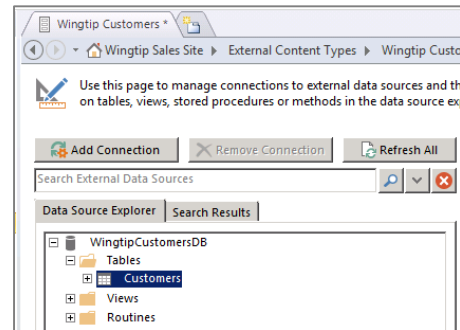 Wingtip Customers *
Wingtip Sales Site External Content Types Wingtip Custo
Use this page to manage connections to external data sources and th
on tables, views, stored procedures or methods in the data source ex
Add Connection Remove Connection Refresh All
Search External Data Sources
Data Source Explorer Search Results
WingtipCustomersDB
Tables
Customers
Views
Routines